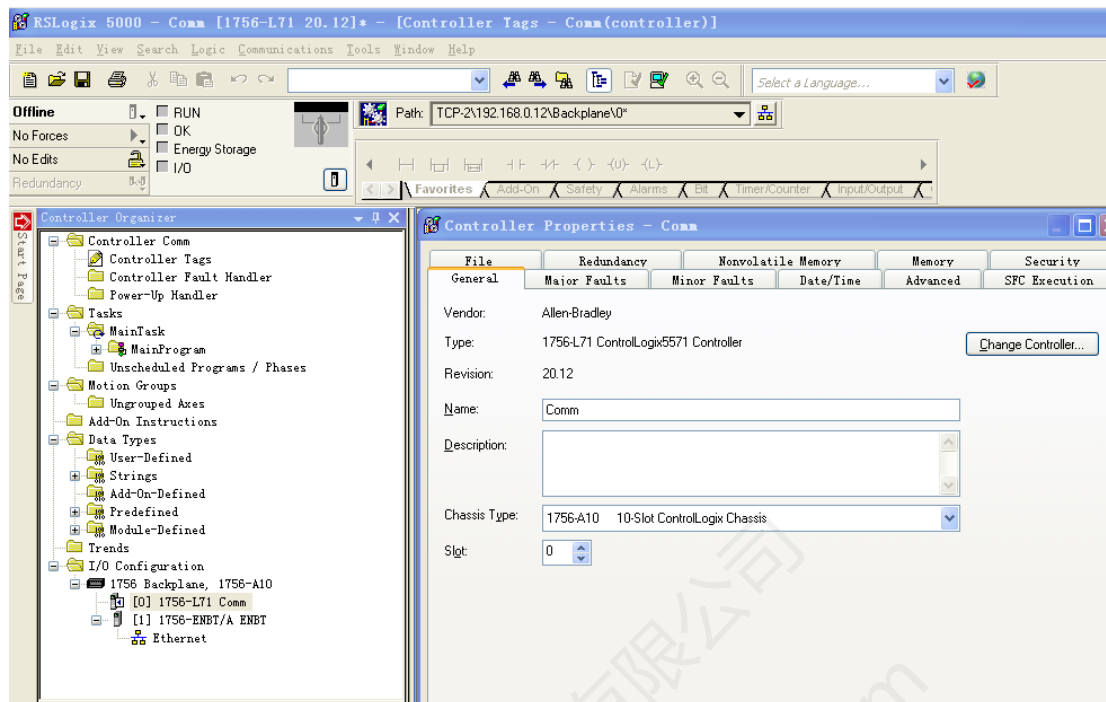 RSLogix 5000 - Comm [1756-L71 20.12]* - [Controller Tags - Comm(controller)]
File Edit View Search Logic Communications Tools Window Help
Select a Language...
Offline
RUN
Path: TCP-2\192.168.0.12\Backplane\0*
No Forces
OK
No Edits
Energy Storage
I/O
Redundancy
Favorites Add-On Safety Alarms Bit Timer/Counter Input/Output
Start Page
Controller Organizer
Controller Comm
Controller Tags
Controller Fault Handler
Power-Up Handler
Tasks
MainTask
MainProgram
Unscheduled Programs / Phases
Motion Groups
Ungrouped Axes
Add-On Instructions
Data Types
User-Defined
Strings
Add-On-Defined
Predefined
Module-Defined
Trends
I/O Configuration
1756 Backplane, 1756-A10
[0] 1756-L71 Comm
[1] 1756-ENBT/A ENBT
Ethernet
Controller Properties - Comm
File Redundancy Nonvolatile Memory Memory Security
General Major Faults Minor Faults Date/Time Advanced SFC Execution
Vendor: Allen-Bradley
Type: 1756-L71 ControlLogix5571 Controller Change Controller...
Revision: 20.12
Name: Comm
Description:
Chassis Type: 1756-A10 10-Slot ControlLogix Chassis
Slot: 0
有限公司